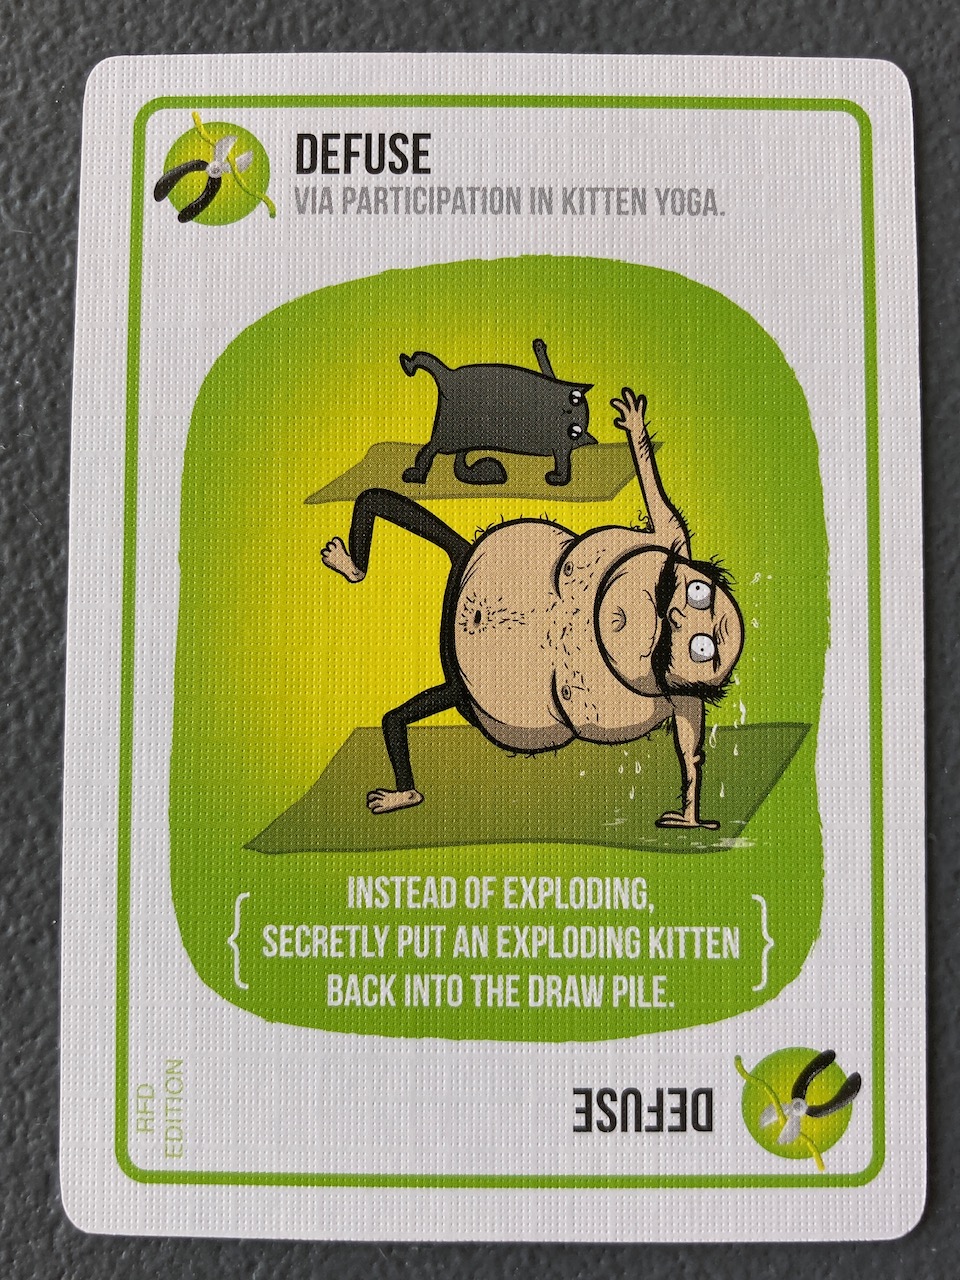 DEFUSE
VIA PARTICIPATION IN KITTEN YOGA.
INSTEAD OF EXPLODING,
SECRETLY PUT AN EXPLODING KITTEN
BACK INTO THE DRAW PILE.
RFD
EDITION
DEFUSE